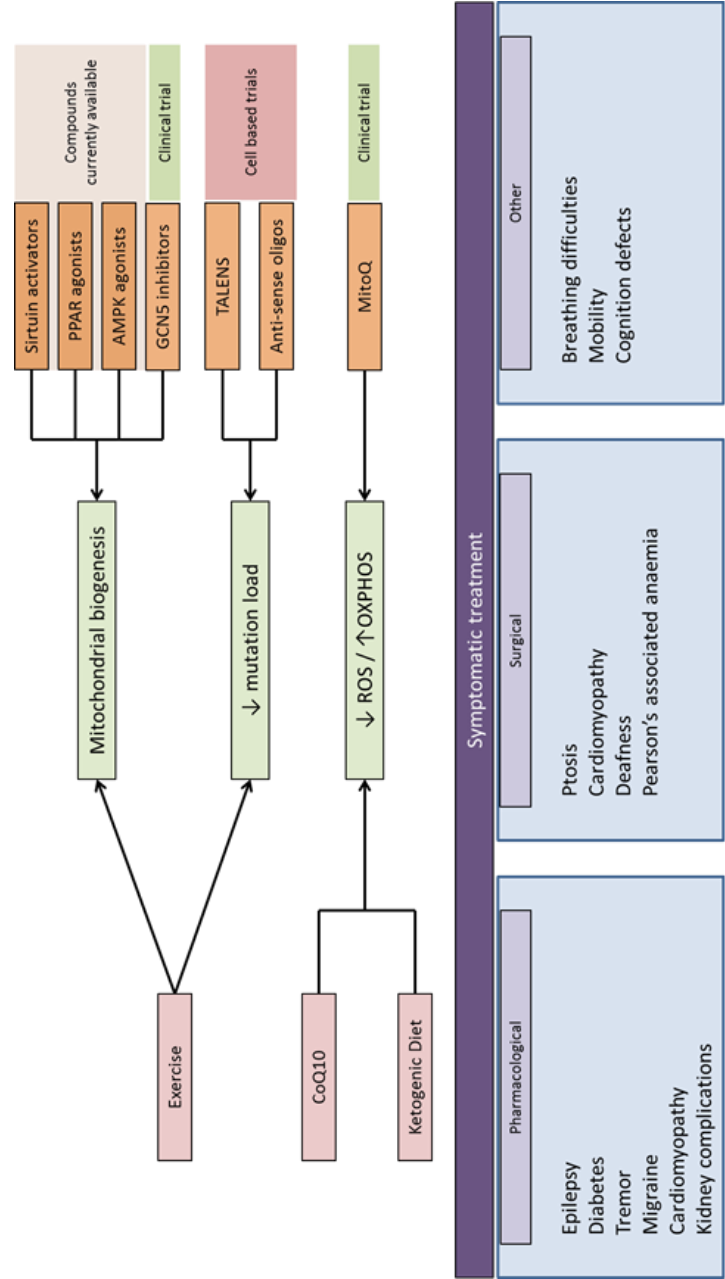 Exercise
CoQ10
Ketogenic Diet
Mitochondrial biogenesis
↓ mutation load
↓ ROS / ↑OXPHOS
Sirtuin activators
PPAR agonists
AMPK agonists
GCN5 inhibitors
TALENS
Anti-sense oligos
MitoQ
Compounds
currently available
Clinical trial
Cell based trials
Clinical trial
Symptomatic treatment
Pharmacological
Epilepsy
Diabetes
Tremor
Migraine
Cardiomyopathy
Kidney complications
Surgical
Ptosis
Cardiomyopathy
Deafness
Pearson's associated anaemia
Other
Breathing difficulties
Mobility
Cognition defects